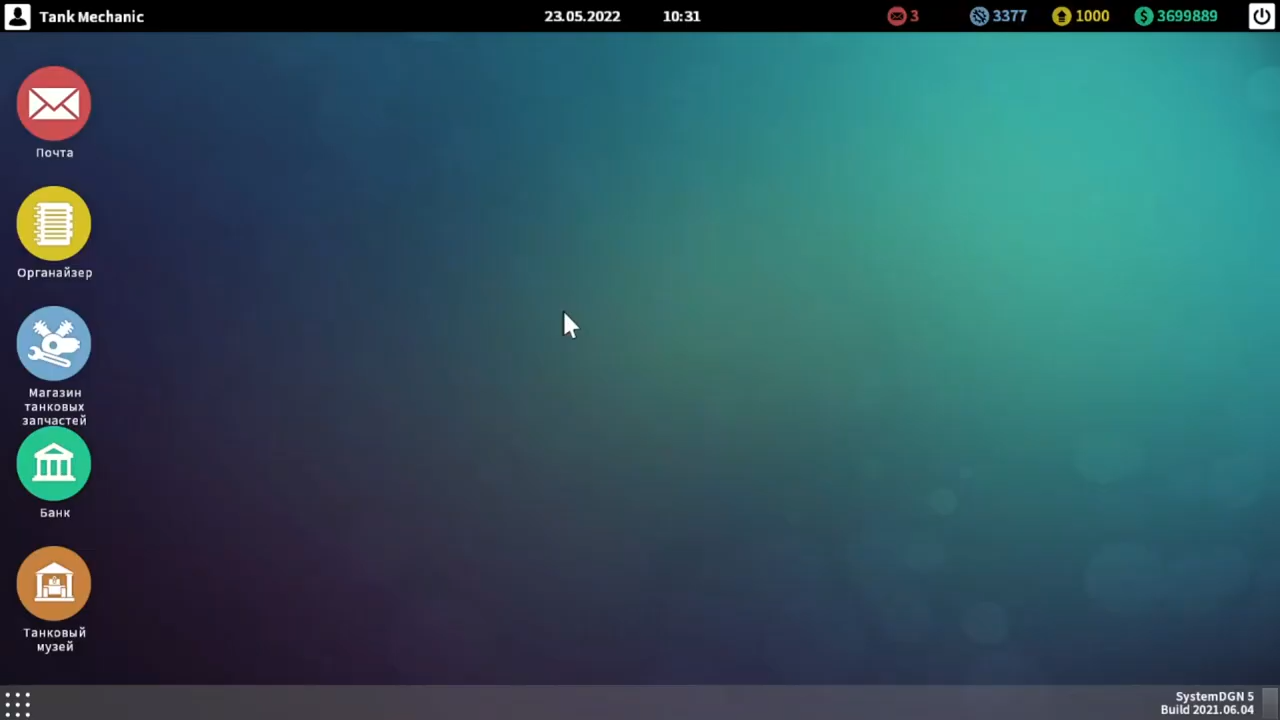 Tank Mechanic
23.05.2022
10:31
3
3377
1000
3699889
Почта
Органайзер
Магазин
танковых
запчастей
Банк
Танковый
музей
SystemDGN 5
Build 2021.06.04